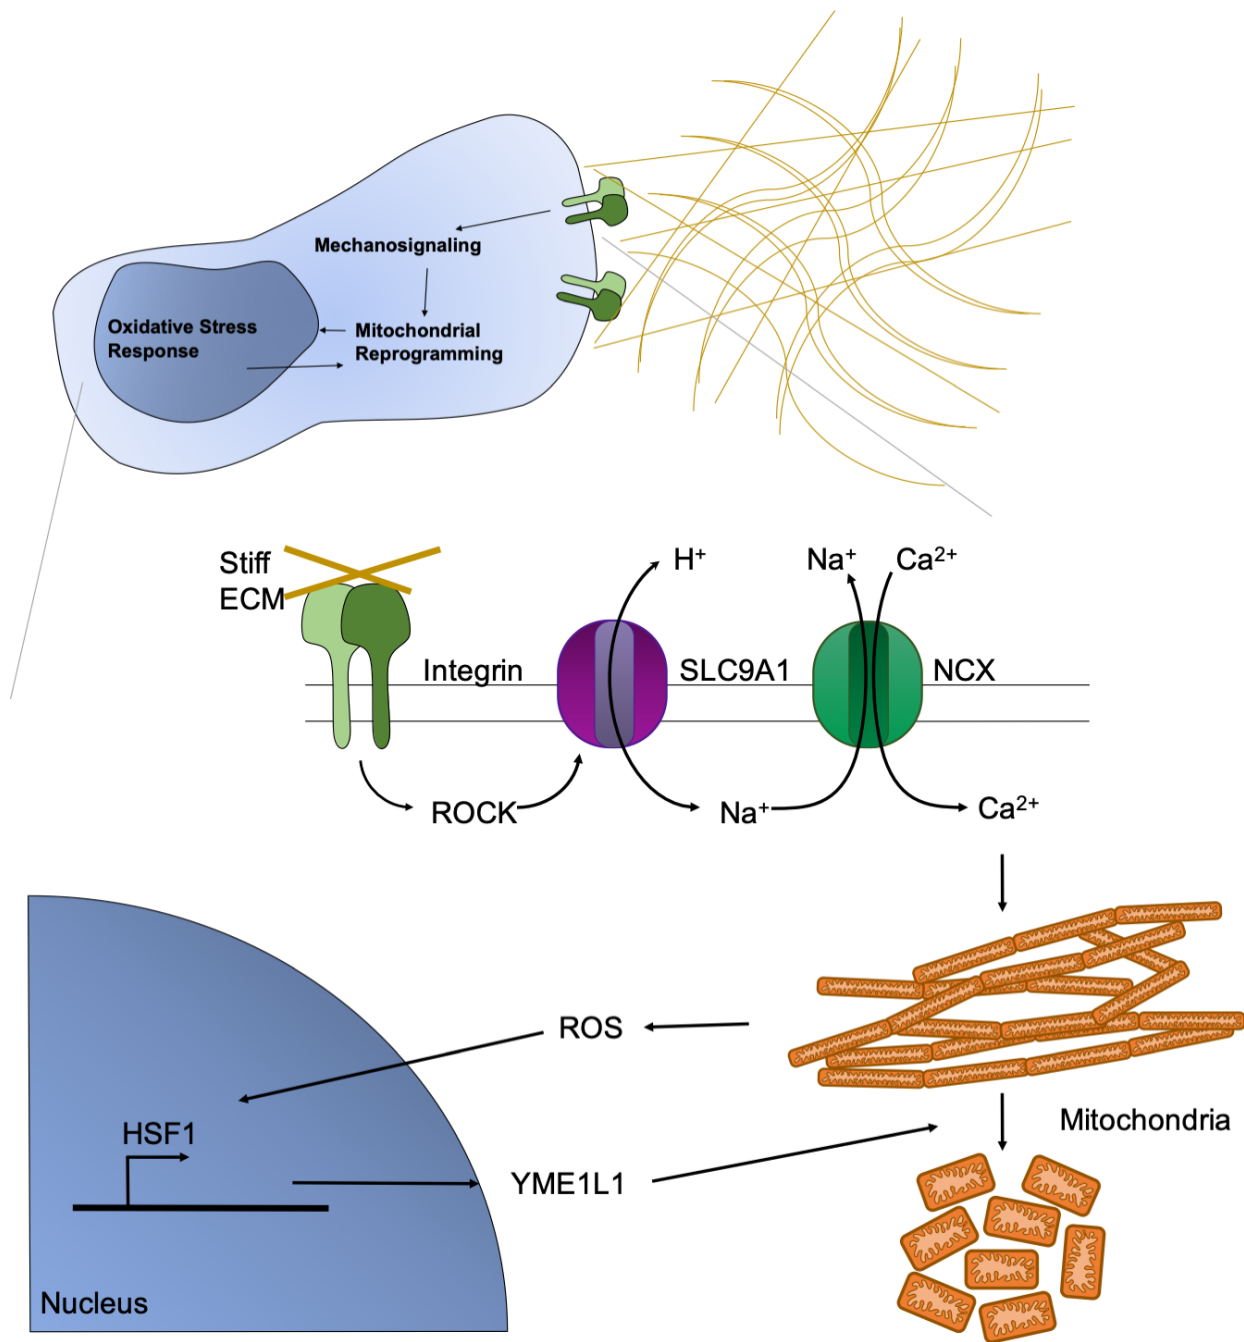 Mechanosignaling
Oxidative Stress
Response
Mitochondrial
Reprogramming
Stiff
ECM
H⁺
Na⁺
Ca²⁺
Integrin
SLC9A1
NCX
ROCK
Na⁺
Ca²⁺
ROS
HSF1
Mitochondria
YME1L1
Nucleus